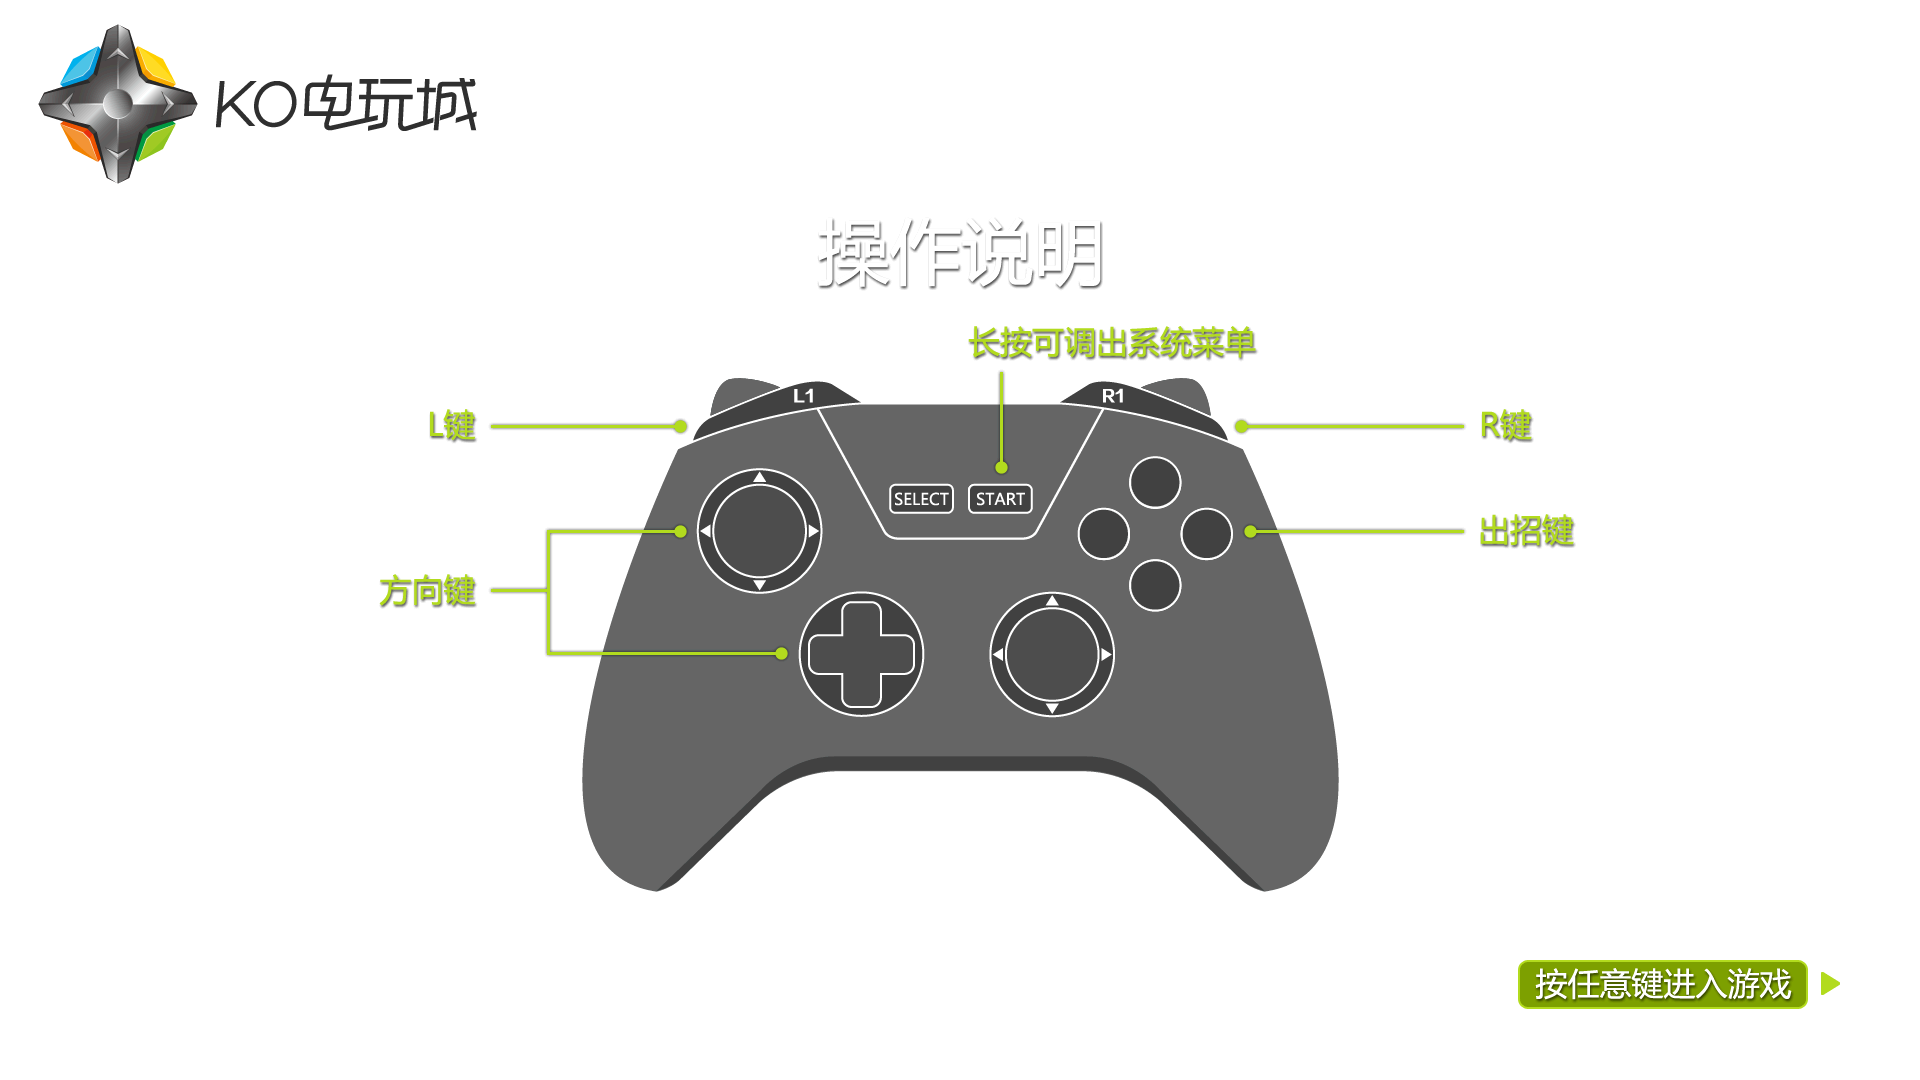 KO电玩城
操作说明
长按可调出系统菜单
L1
R1
L键
R键
SELECT
START
出招键
方向键
按任意键进入游戏